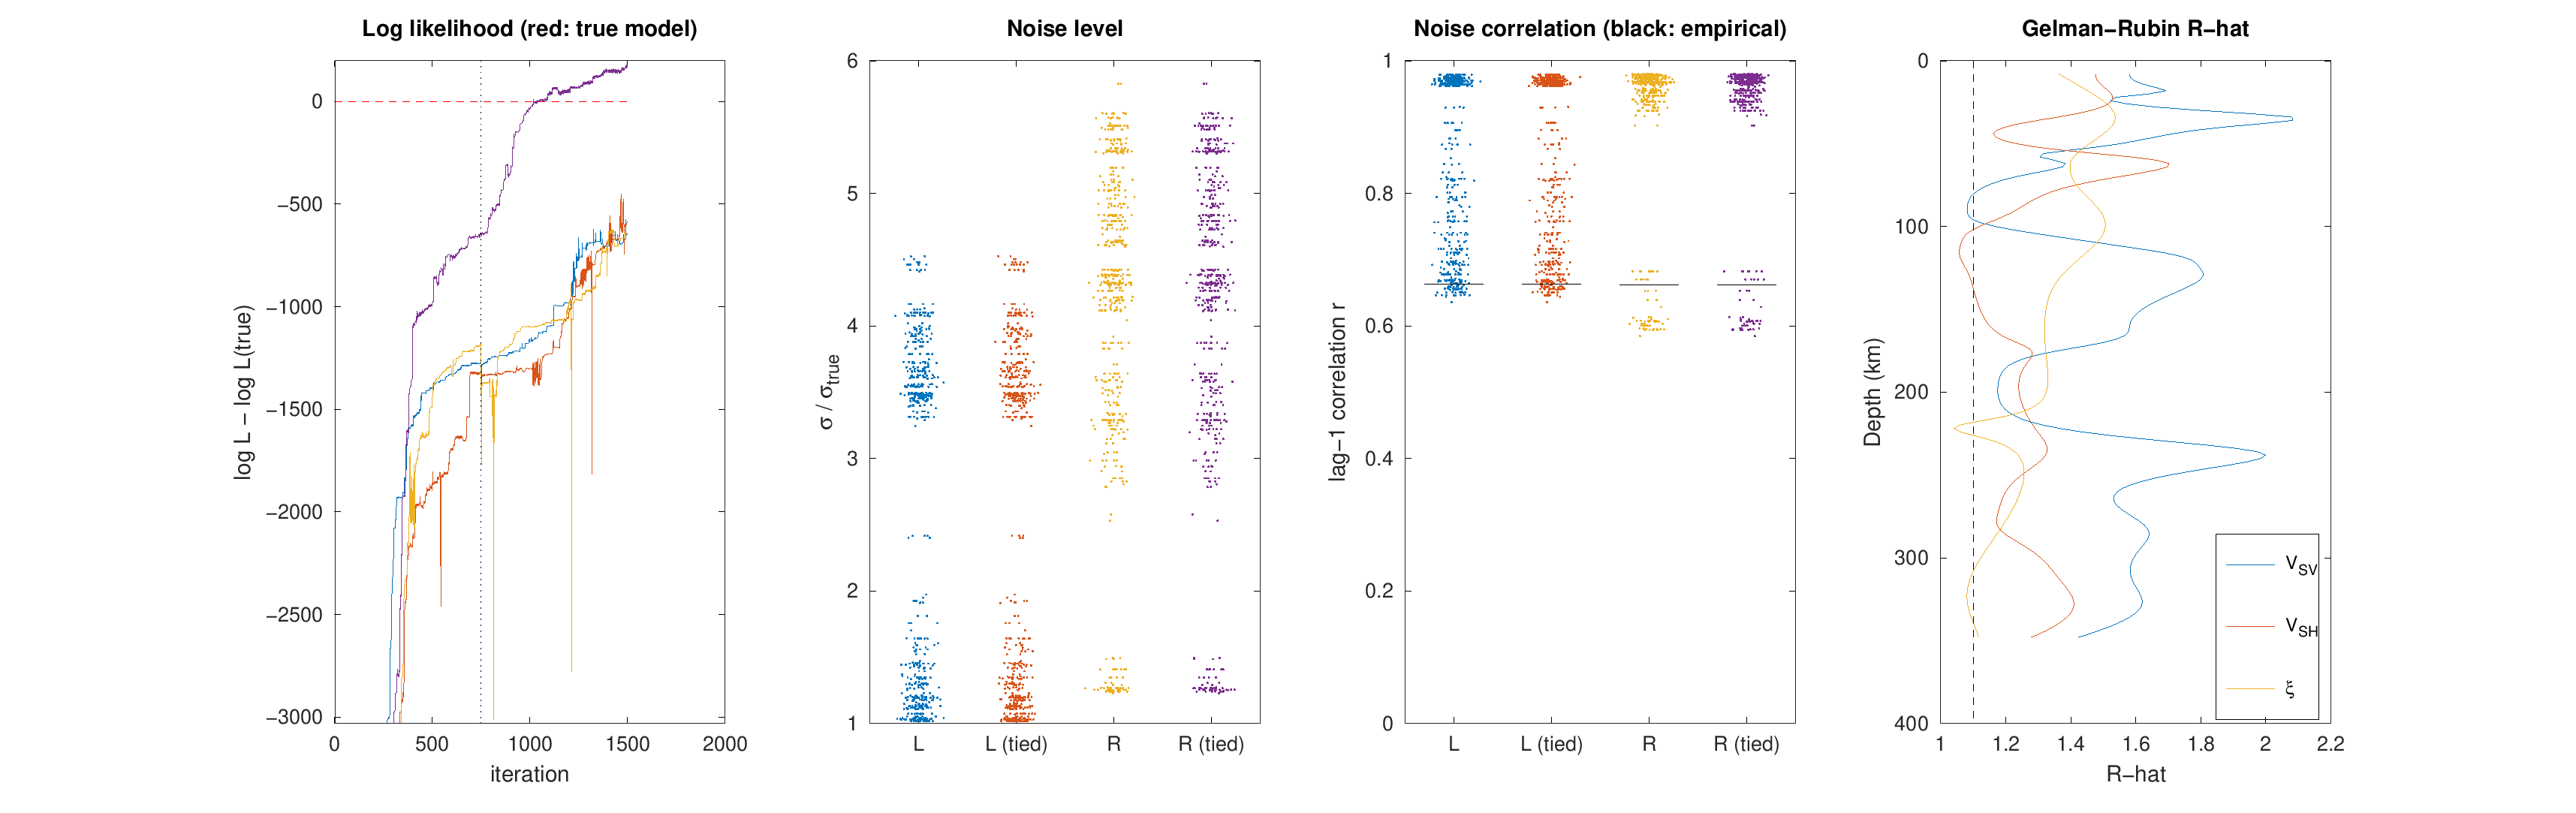 Log likelihood (red: true model)
0
−500
−1000
−1500
−2000
−2500
−3000
log L − log L(true)
0 500 1000 1500 2000
iteration
Noise level
6
5
4
3
2
1
σ / σtrue
L L (tied) R R (tied)
Noise correlation (black: empirical)
1
0.8
0.6
0.4
0.2
0
lag−1 correlation r
L L (tied) R R (tied)
Gelman−Rubin R−hat
0
100
200
300
400
Depth (km)
VSV
VSH
ξ
1 1.2 1.4 1.6 1.8 2 2.2
R−hat